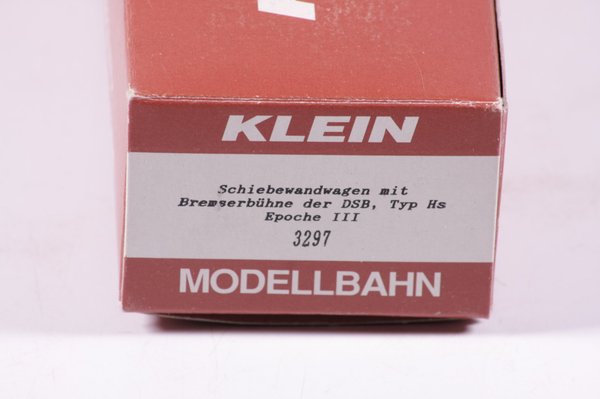 KLEIN
Schiebewandwagen mit
Bremserbühne der DSB, Typ Hs
Epoche III
3297
MODELLBAHN